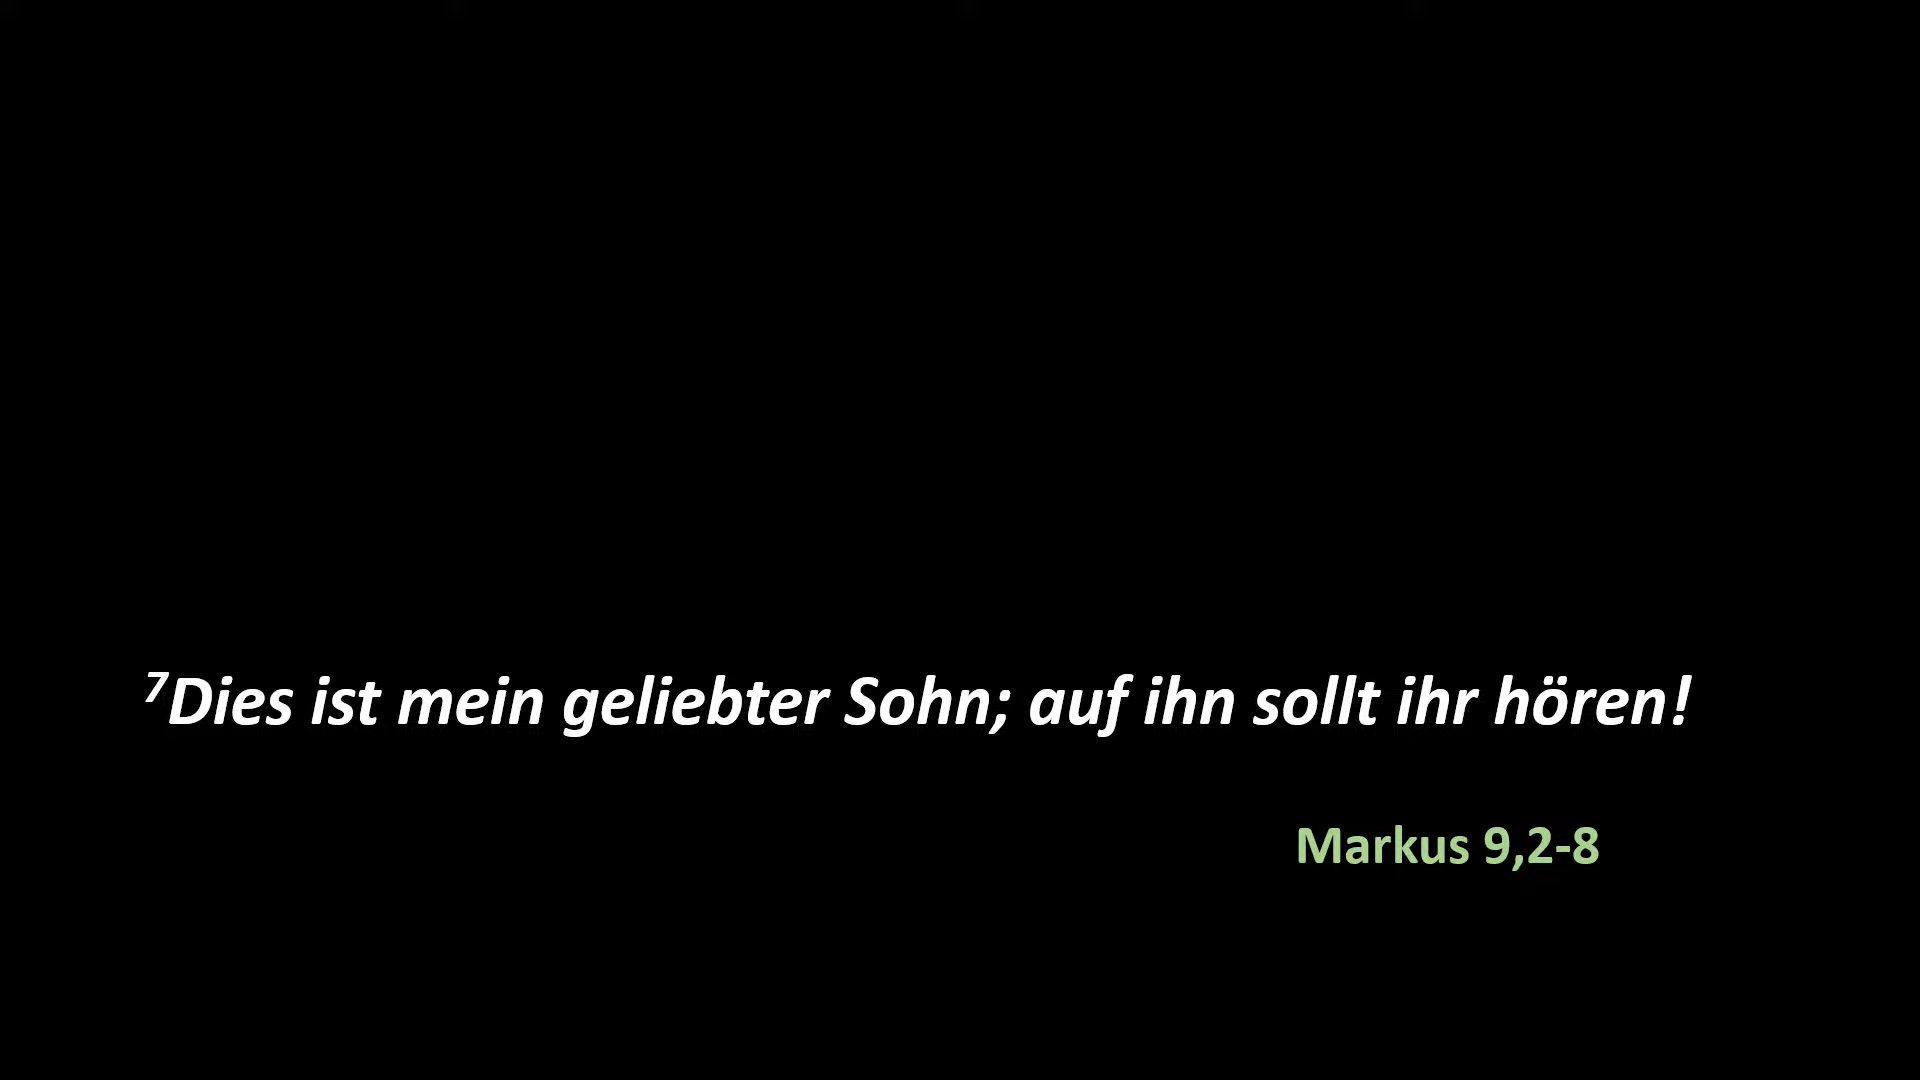 ⁷Dies ist mein geliebter Sohn; auf ihn sollt ihr hören!
Markus 9,2-8